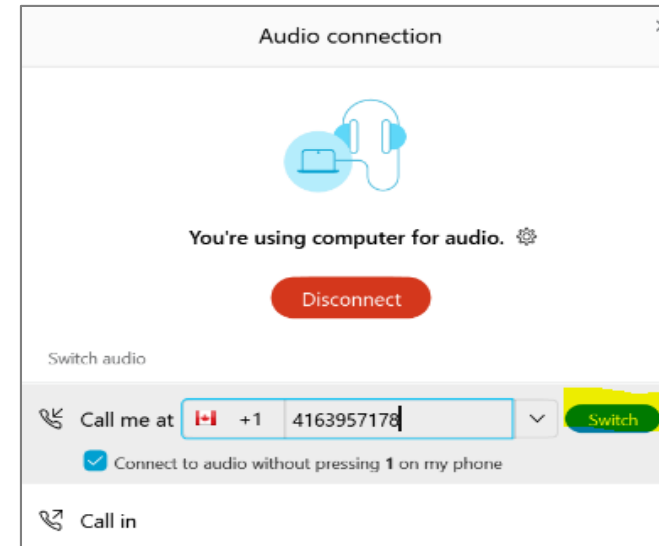 Audio connection
You're using computer for audio.
Disconnect
Switch audio
Call me at +1 4163957178 Switch
Connect to audio without pressing 1 on my phone
Call in